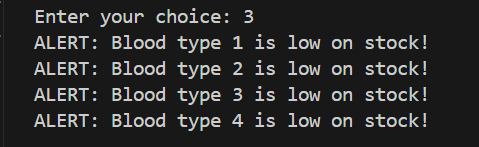 Enter your choice: 3
ALERT: Blood type 1 is low on stock!
ALERT: Blood type 2 is low on stock!
ALERT: Blood type 3 is low on stock!
ALERT: Blood type 4 is low on stock!